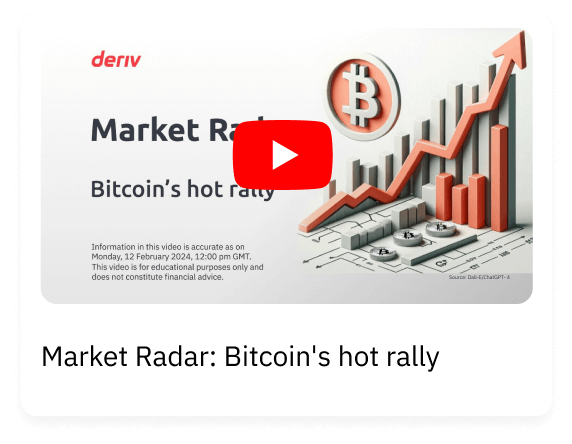 deriv
Market Rad
Bitcoin's hot rally
Information in this video is accurate as on
Monday, 12 February 2024, 12:00 pm GMT.
This video is for educational purposes only and
does not constitute financial advice.
Source: Dall-E/ChatGPT-4
Market Radar: Bitcoin's hot rally